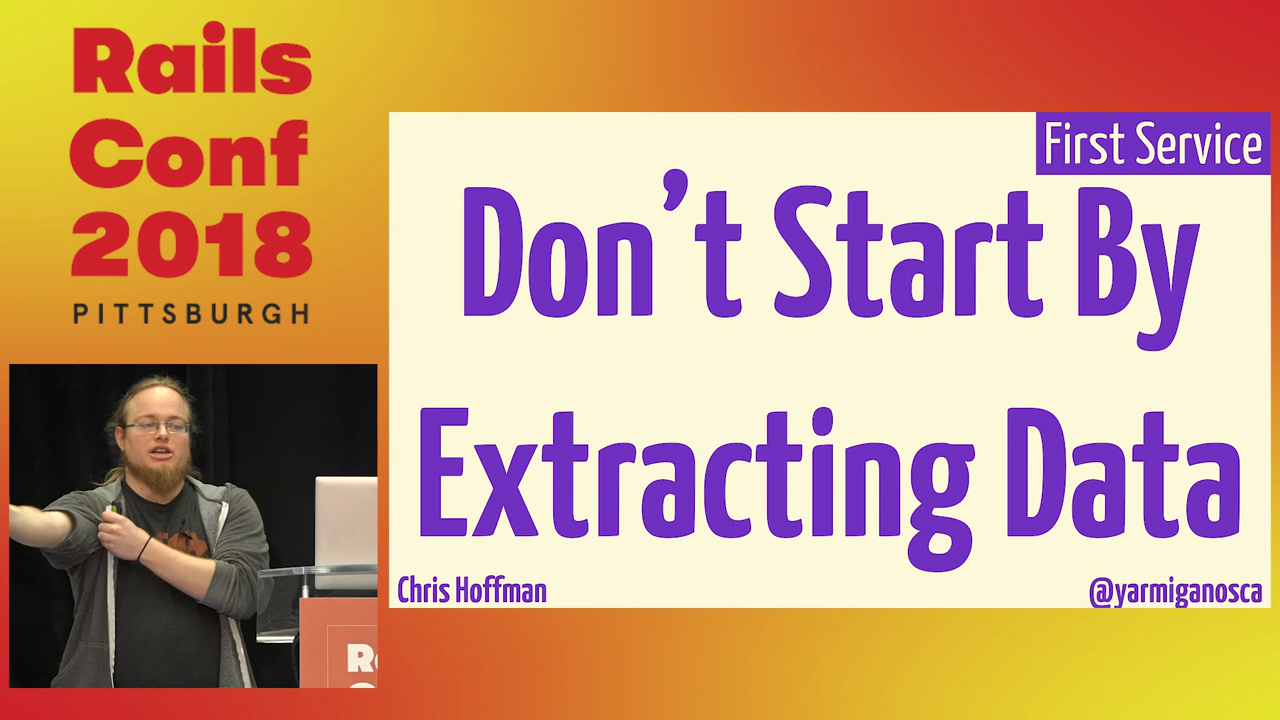 Rails
Conf
2018
PITTSBURGH
First Service
Don't Start By
Extracting Data
Chris Hoffman
@yarmiganosca